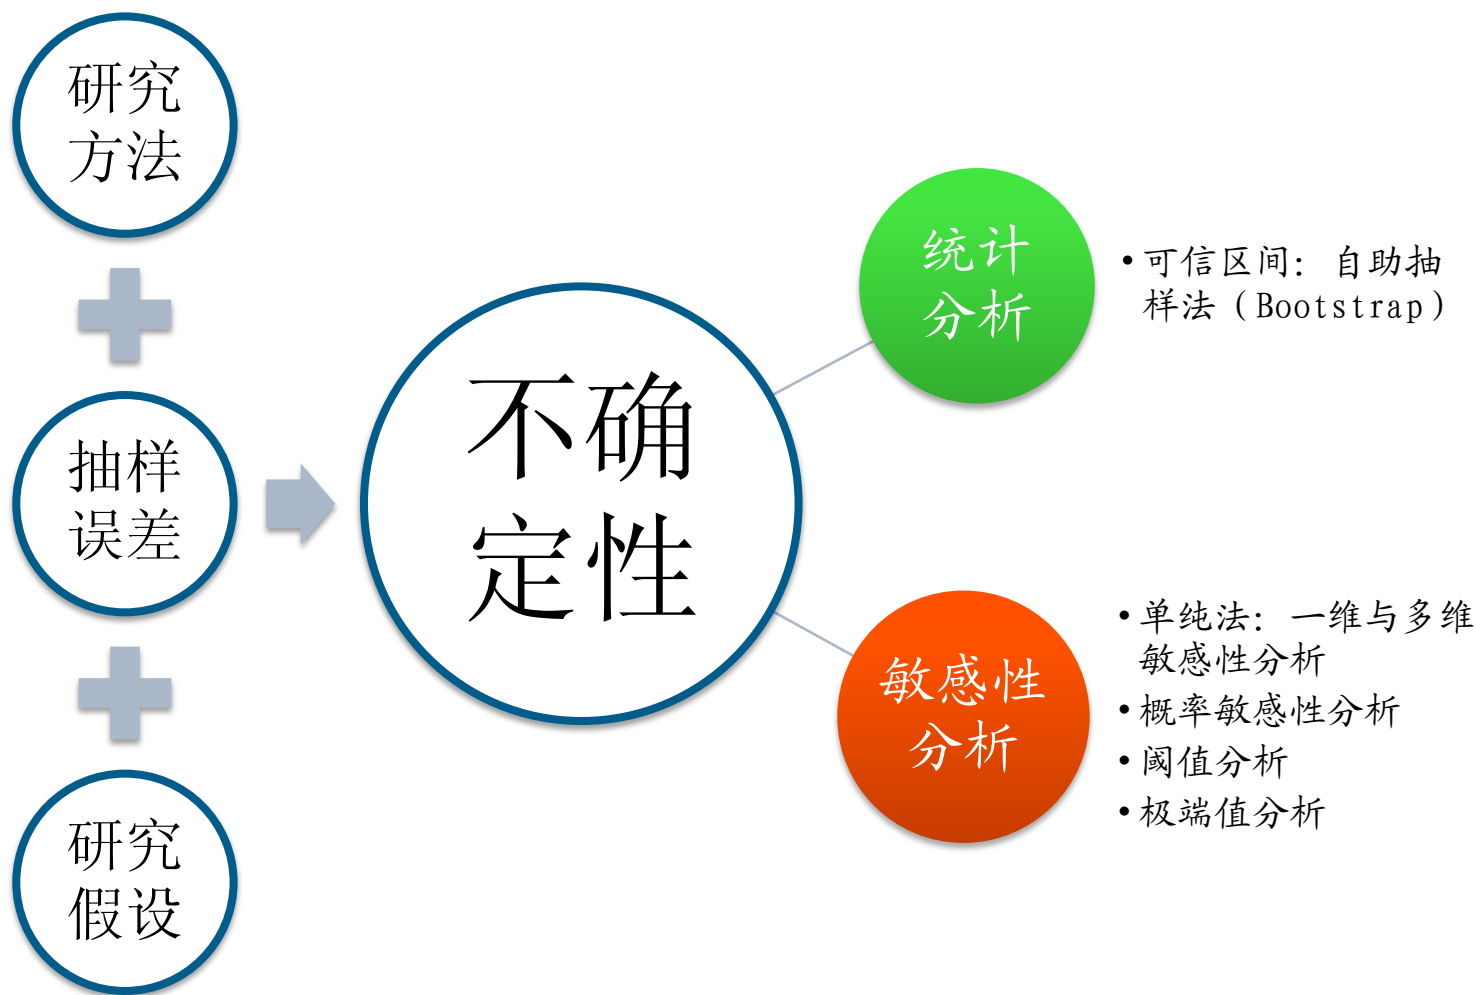 研究
方法
抽样
误差
研究
假设
不确
定性
统计
分析
•可信区间：自助抽
样法（Bootstrap）
敏感性
分析
•单纯法：一维与多维
敏感性分析
•概率敏感性分析
•阈值分析
•极端值分析